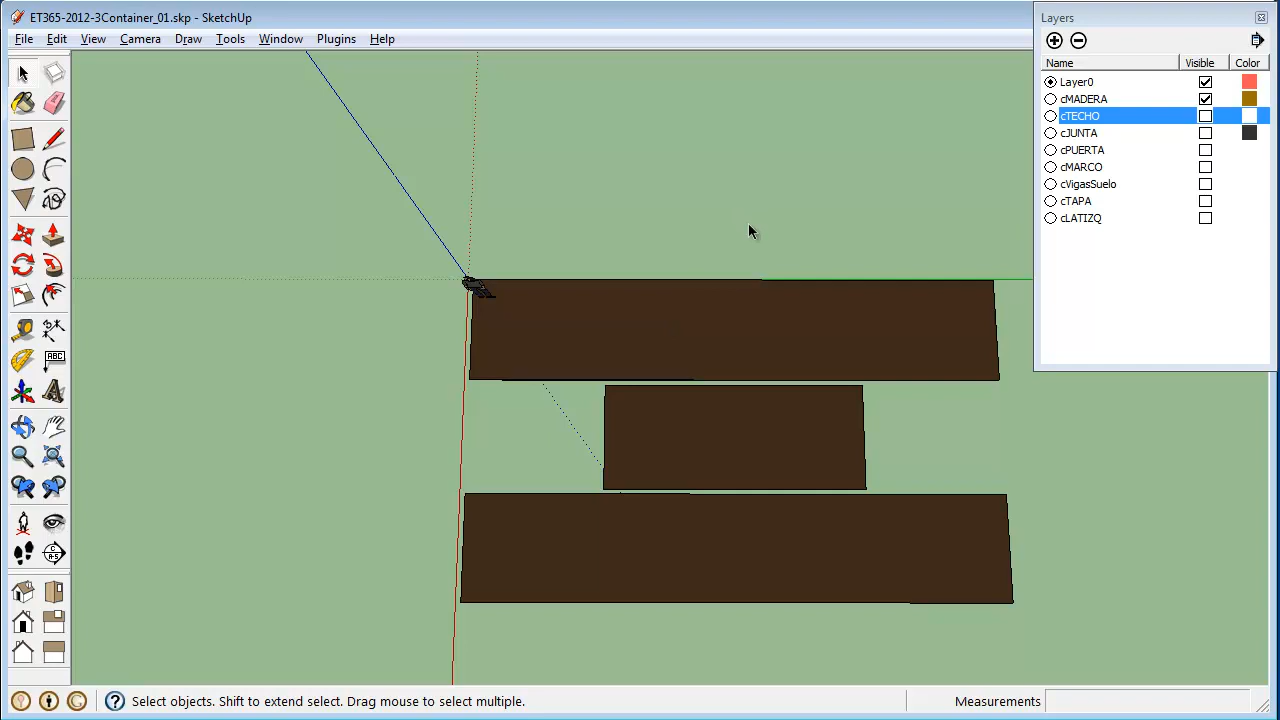 ET365-2012-3Container_01.skp - SketchUp
File Edit View Camera Draw Tools Window Plugins Help
Layers
Name Visible Color
Layer0
cMADERA
cTECHO
cJUNTA
cPUERTA
cMARCO
cVigasSuelo
cTAPA
cLATIZQ
ABC
Select objects. Shift to extend select. Drag mouse to select multiple.
Measurements